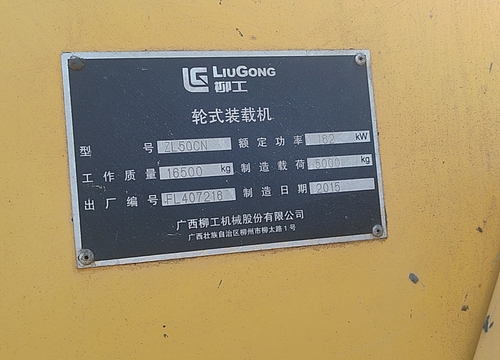 LIUGONG
柳工
轮式装载机
型号 ZL50CN 额定功率 162 kW
工作质量 16500 kg 制造载荷 5000 kg
出厂编号 FL407218 制造日期 2015
广西柳工机械股份有限公司
广西壮族自治区柳州市柳太路1号